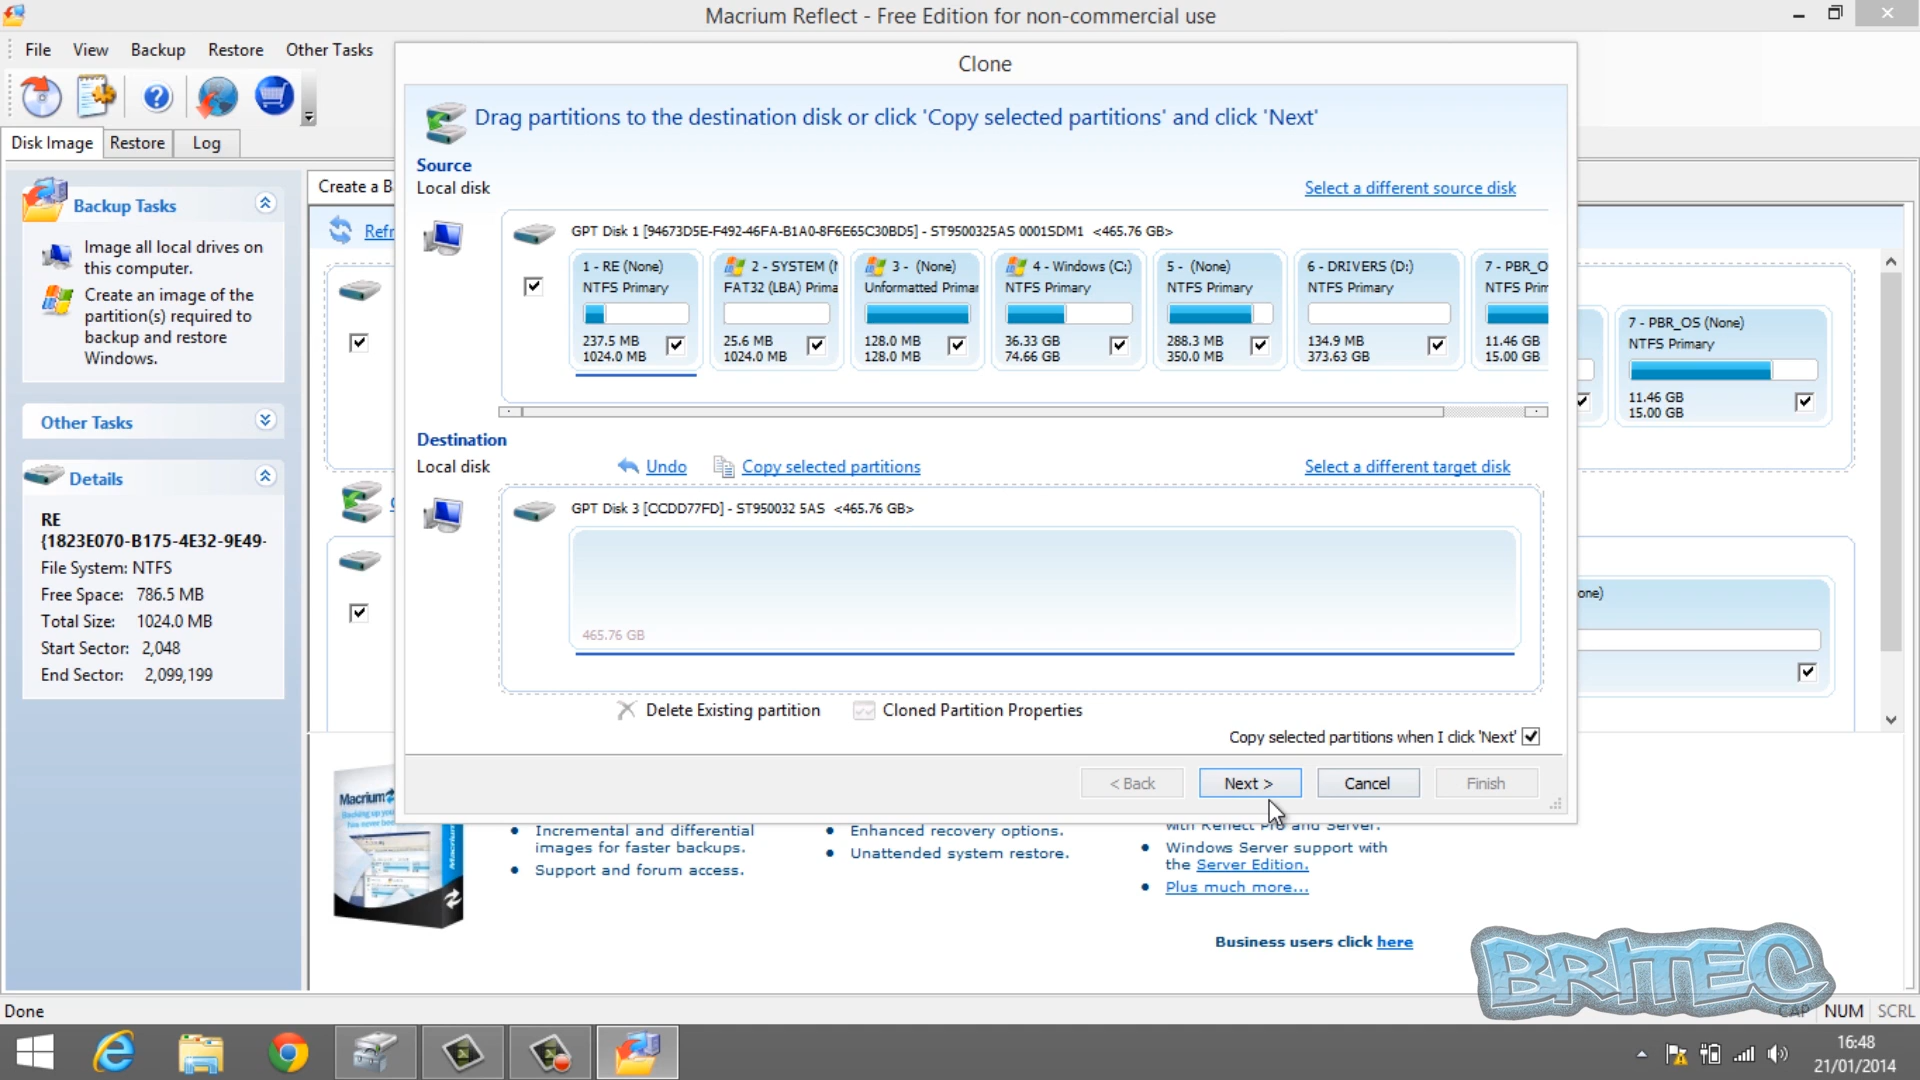 Macrium Reflect - Free Edition for non-commercial use
File View Backup Restore Other Tasks
Disk Image Restore Log
Backup Tasks
Image all local drives on
this computer.
Create an image of the
partition(s) required to
backup and restore
Windows.
Other Tasks
Details
RE
{1823E070-B175-4E32-9E49-
File System: NTFS
Free Space: 786.5 MB
Total Size: 1024.0 MB
Start Sector: 2,048
End Sector: 2,099,199
Create a B
Refr
Clone
Drag partitions to the destination disk or click 'Copy selected partitions' and click 'Next'
Source
Local disk
Select a different source disk
GPT Disk 1 [94673D5E-F492-46FA-B1A0-8F6E65C30BD5] - ST9500325AS 0001SDM1 <465.76 GB>
1 - RE (None)
NTFS Primary
237.5 MB
1024.0 MB
2 - SYSTEM (N
FAT32 (LBA) Prima
25.6 MB
1024.0 MB
3 - (None)
Unformatted Primar
128.0 MB
128.0 MB
4 - Windows (C:)
NTFS Primary
36.33 GB
74.66 GB
5 - (None)
NTFS Primary
288.3 MB
350.0 MB
6 - DRIVERS (D:)
NTFS Primary
134.9 MB
373.63 GB
7 - PBR_O
NTFS Prim
11.46 GB
15.00 GB
Destination
Local disk
Undo Copy selected partitions
Select a different target disk
GPT Disk 3 [CCDD77FD] - ST950032 5AS <465.76 GB>
465.76 GB
Delete Existing partition Cloned Partition Properties
Copy selected partitions when I click 'Next'
< Back Next > Cancel Finish
7 - PBR_OS (None)
NTFS Primary
11.46 GB
15.00 GB
one)
Macrium
• Incremental and differential
images for faster backups.
• Support and forum access.
• Enhanced recovery options.
• Unattended system restore.
with Reflect Pro and Server.
• Windows Server support with
the Server Edition.
• Plus much more...
Business users click here
BRITEC
Done
CAP NUM SCRL
16:48
21/01/2014